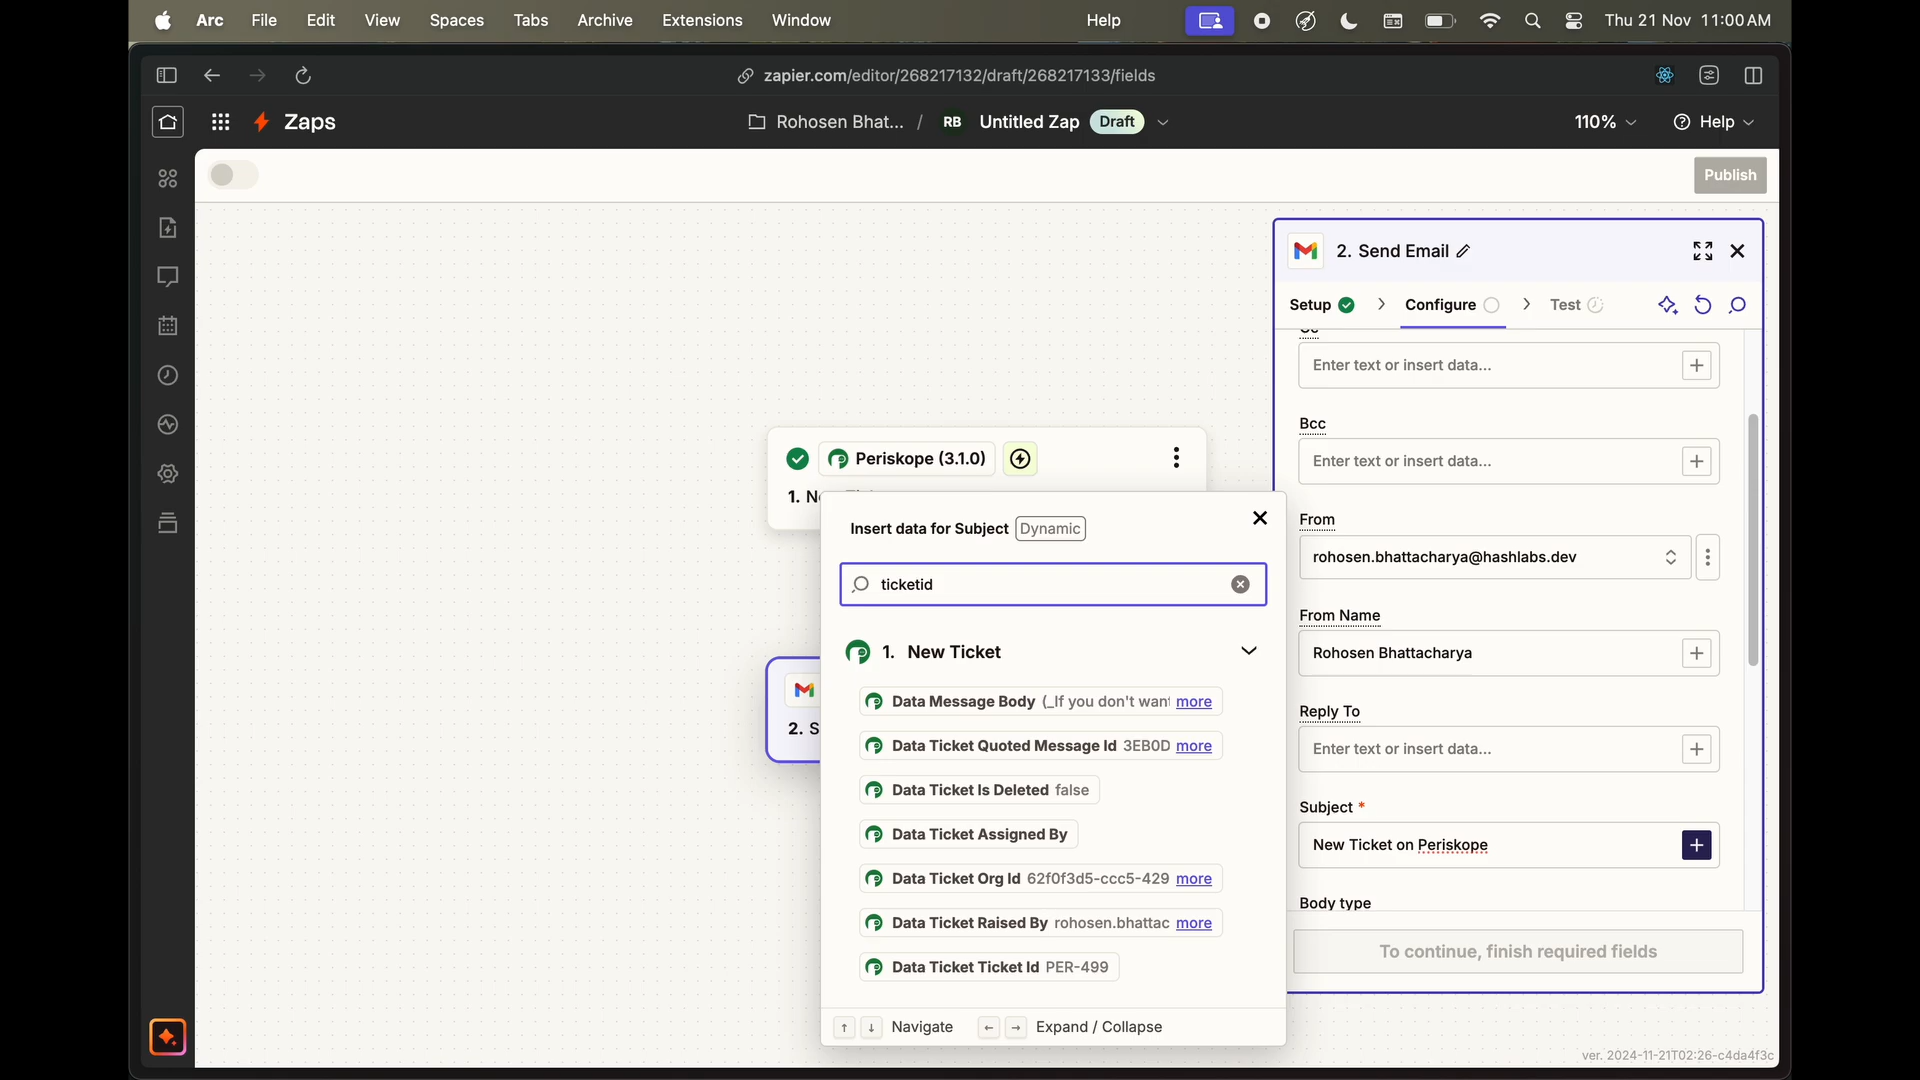 Arc File Edit View Spaces Tabs Archive Extensions Window Help Thu 21 Nov 11:00 AM
zapier.com/editor/268217132/draft/268217133/fields
Zaps Rohosen Bhat... / RB Untitled Zap Draft 110% Help
Publish
2. Send Email
Setup Configure Test
Enter text or insert data...
Bcc
Enter text or insert data...
From
rohosen.bhattacharya@hashlabs.dev
From Name
Rohosen Bhattacharya
Reply To
Enter text or insert data...
Subject *
New Ticket on Periskope
Body type
To continue, finish required fields
Periskope (3.1.0)
1. N
2. S
Insert data for Subject Dynamic
ticketid
1. New Ticket
Data Message Body (_If you don't want more
Data Ticket Quoted Message Id 3EB0D more
Data Ticket Is Deleted false
Data Ticket Assigned By
Data Ticket Org Id 62f0f3d5-ccc5-429 more
Data Ticket Raised By rohosen.bhattac more
Data Ticket Ticket Id PER-499
↑ ↓ Navigate ← → Expand / Collapse
ver. 2024-11-21T02:26-c4da4f3c